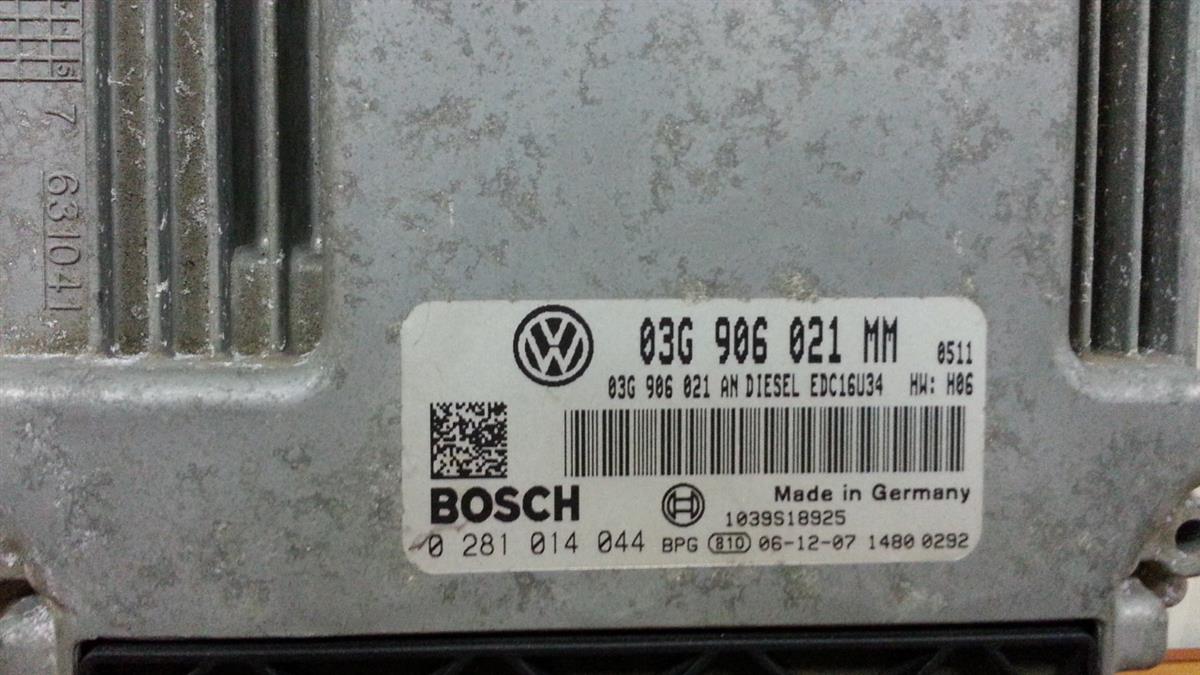 5
7
631041
03G 906 021 MM 0511
03G 906 021 AN DIESEL EDC16U34 HW: H06
BOSCH
Made in Germany
1039S18925
0 281 014 044 BPG 810 06-12-07 1480 0292